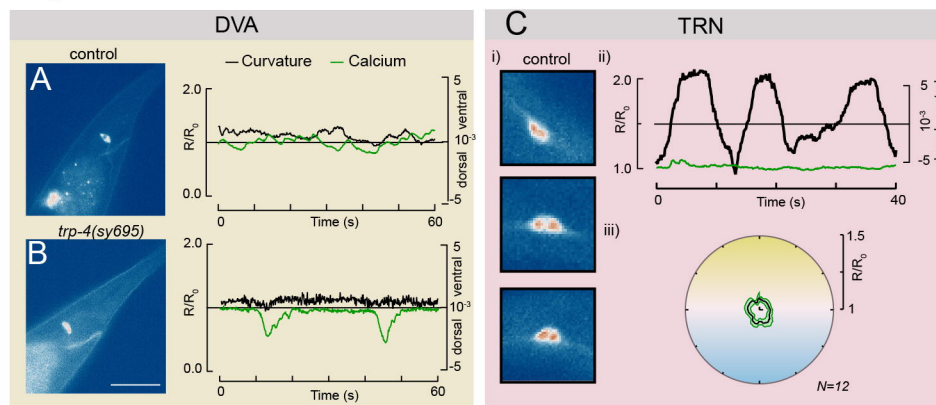 DVA
control
A
Curvature
Calcium
2.0
R/R0
0.0
0
Time (s)
60
5
ventral
10-3
dorsal
-5
trp-4(sy695)
B
2.0
R/R0
0.0
0
Time (s)
60
5
ventral
10-3
dorsal
-5
C
TRN
i)
control
ii)
2.0
R/R0
1.0
0
Time (s)
40
5
10-3
-5
iii)
1.5
R/R0
1
N=12